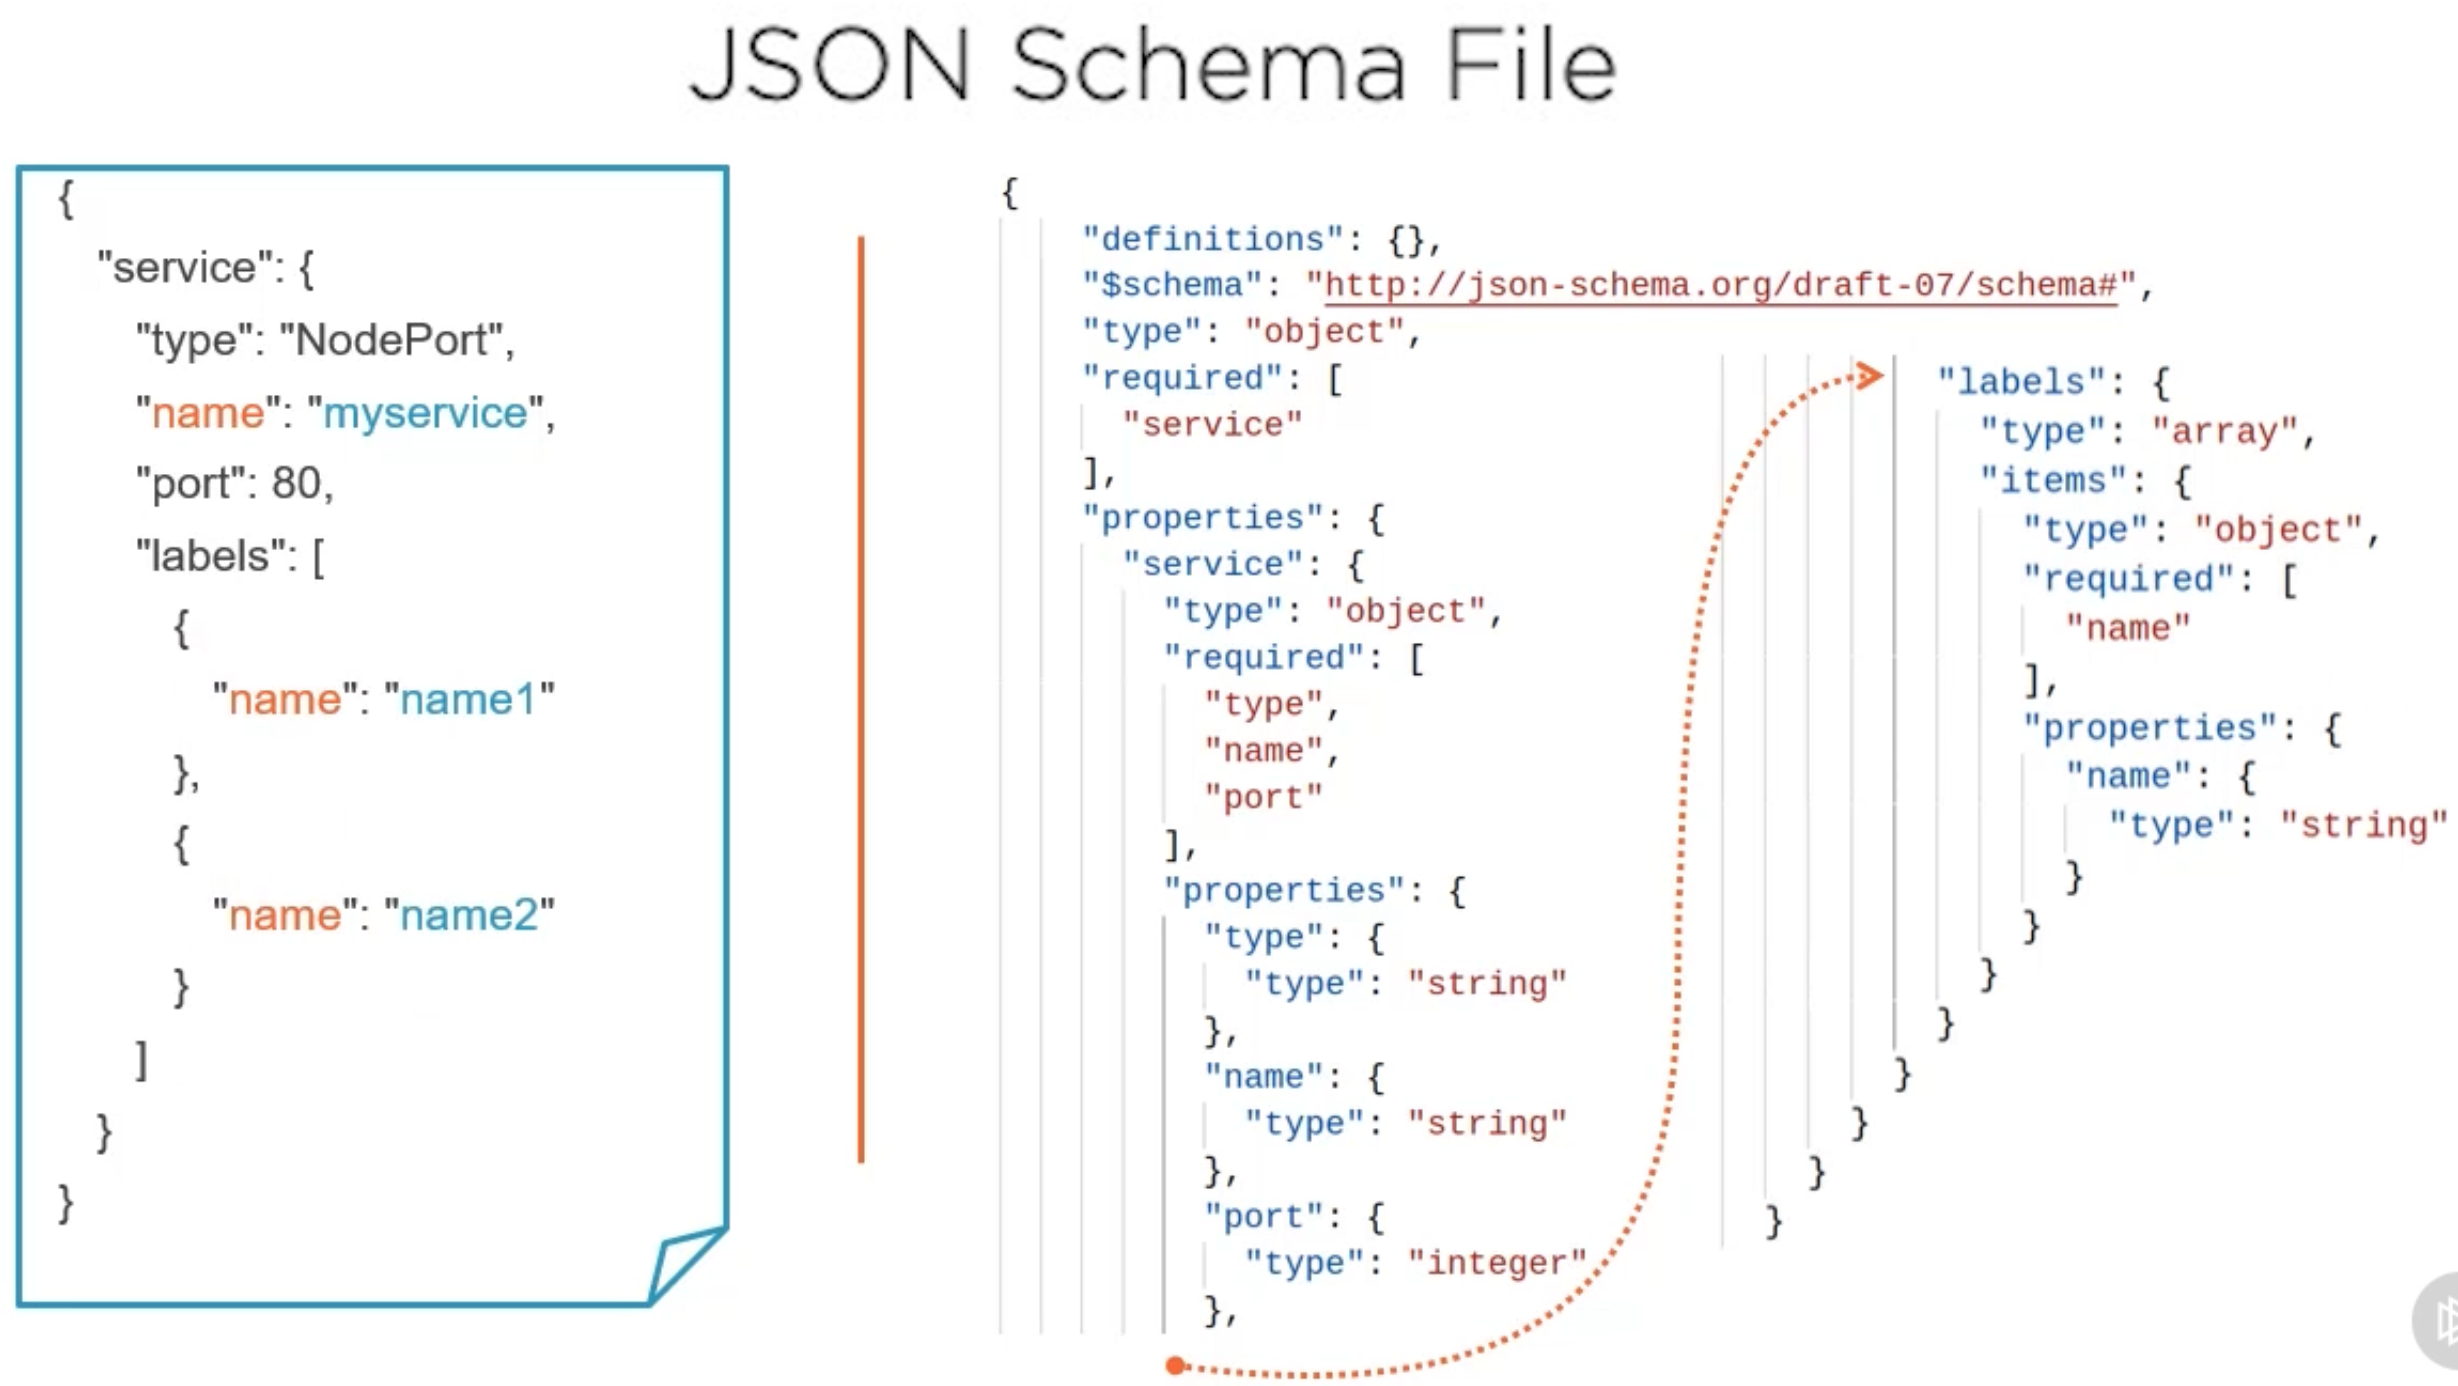 JSON Schema File
{
"service": {
"type": "NodePort",
"name": "myservice",
"port": 80,
"labels": [
{
"name": "name1"
},
{
"name": "name2"
}
]
}
}
{
"definitions": {},
"$schema": "http://json-schema.org/draft-07/schema#",
"type": "object",
"required": [
"service"
],
"properties": {
"service": {
"type": "object",
"required": [
"type",
"name",
"port"
],
"properties": {
"type": {
"type": "string"
},
"name": {
"type": "string"
},
"port": {
"type": "integer"
},
"labels": {
"type": "array",
"items": {
"type": "object",
"required": [
"name"
],
"properties": {
"name": {
"type": "string"
}
}
}
}
}
}
}
}